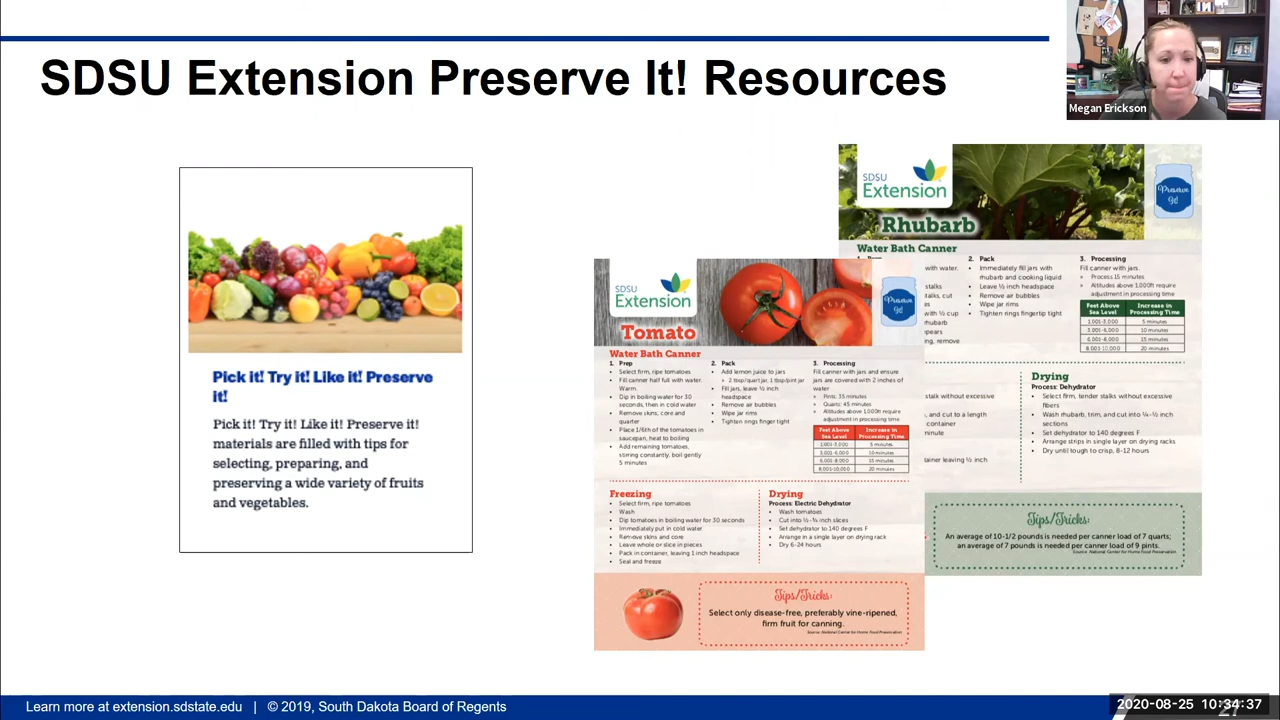 SDSU Extension Preserve It! Resources
Megan Erickson
Pick it! Try it! Like it! Preserve
it!
Pick it! Try it! Like it! Preserve it!
materials are filled with tips for
selecting, preparing, and
preserving a wide variety of fruits
and vegetables.
SDSU
Extension
Preserve
It!
Tomato
Water Bath Canner
1. Prep
• Select firm, ripe tomatoes
• Fill canner half full with water.
Warm.
• Dip in boiling water for 30
seconds, then in cold water
• Remove skins, core and
quarter
• Place 1/6th of the tomatoes in
saucepan, heat to boiling
• Add remaining tomatoes,
stirring constantly, boil gently
5 minutes
2. Pack
• Add lemon juice to jars
» 2 tbsp/quart jar, 1 tbsp/pint jar
• Fill jars, leave ½ inch
headspace
• Remove air bubbles
• Wipe jar rims
• Tighten rings finger tight
3. Processing
Fill canner with jars and ensure
jars are covered with 2 inches of
water
» Pints: 35 minutes
» Quarts: 45 minutes
» Altitudes above 1,000ft require
adjustment in processing time
Feet Above Sea Level Increase in Processing Time
1,001-3,000 5 minutes
3,001-6,000 10 minutes
6,001-8,000 15 minutes
8,001-10,000 20 minutes
Freezing
• Select firm, ripe tomatoes
• Wash
• Dip tomatoes in boiling water for 30 seconds
• Immediately put in cold water
• Remove skins and core
• Leave whole or slice in pieces
• Pack in container, leaving 1 inch headspace
• Seal and freeze
Drying
Process: Electric Dehydrator
• Wash tomatoes
• Cut into ½-¾ inch slices
• Set dehydrator to 140 degrees F
• Arrange in a single layer on drying rack
• Dry 6-24 hours
Tips/Tricks:
Select only disease-free, preferably vine-ripened,
firm fruit for canning.
Source: National Center for Home Food Preservation
SDSU
Extension
Preserve
It!
Rhubarb
Water Bath Canner
with water.
stalks
talks, cut
es
with ½ cup
rhubarb
ppears
ing, remove
2. Pack
• Immediately fill jars with
rhubarb and cooking liquid
• Leave ½ inch headspace
• Remove air bubbles
• Wipe jar rims
• Tighten rings fingertip tight
3. Processing
Fill canner with jars.
» Process 15 minutes
» Altitudes above 1,000ft require
adjustment in processing time
Feet Above Sea Level Increase in Processing Time
1,001-3,000 5 minutes
3,001-6,000 10 minutes
6,001-8,000 15 minutes
8,001-10,000 20 minutes
stalk without excessive
, and cut to a length
container
minute
tainer leaving ½ inch
Drying
Process: Dehydrator
• Select firm, tender stalks without excessive
fibers
• Wash rhubarb, trim, and cut into ¼-½ inch
sections
• Set dehydrator to 140 degrees F
• Arrange strips in single layer on drying racks
• Dry until tough to crisp, 8-12 hours
Tips/Tricks:
An average of 10-1/2 pounds is needed per canner load of 7 quarts;
an average of 7 pounds is needed per canner load of 9 pints.
Source: National Center for Home Food Preservation
Learn more at extension.sdstate.edu | © 2019, South Dakota Board of Regents
2020-08-25 10:34:37